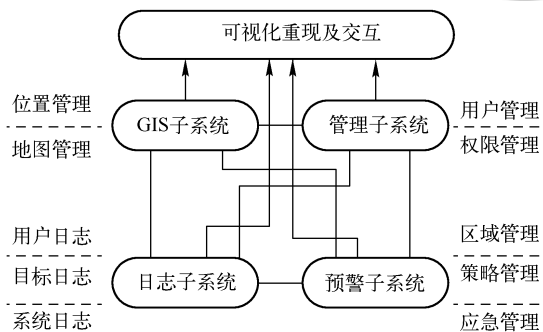 可视化重现及交互
位置管理
GIS子系统
管理子系统
用户管理
地图管理
权限管理
用户日志
区域管理
目标日志
日志子系统
预警子系统
策略管理
系统日志
应急管理